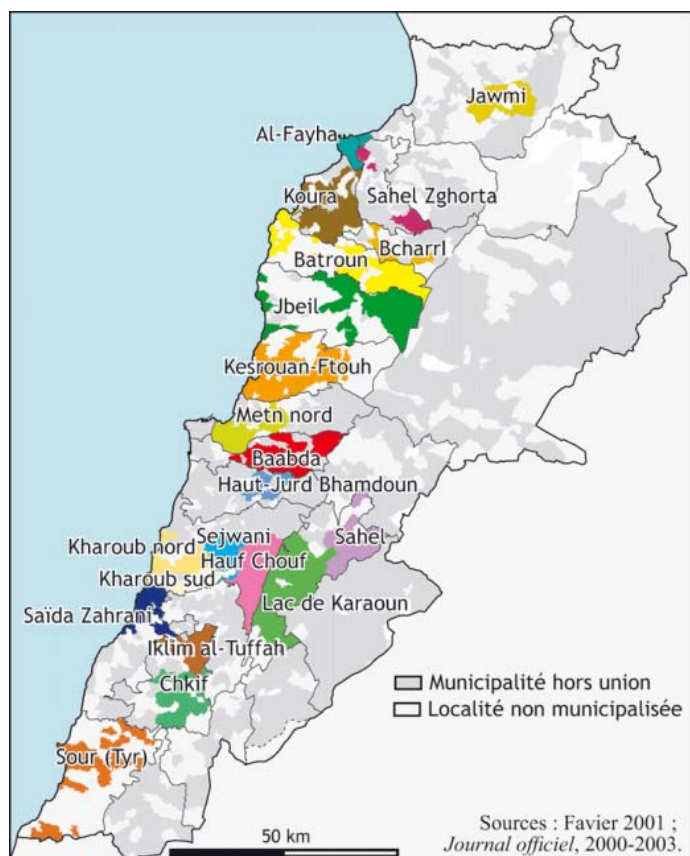 Jawmi
Al-Fayha
Koura
Sahel Zghorta
Bcharrl
Batroun
Jbeil
Kesrouan-Ftouh
Metn nord
Baabda
Haut-Jurd Bhamdoun
Sejwani
Sahel
Kharoub nord
Hauf Chouf
Kharoub sud
Lac de Karaoun
Saïda Zahrani
Iklim al-Tuffah
Chkif
Municipalité hors union
Localité non municipalisée
Sour (Tyr)
50 km
Sources : Favier 2001 ;
Journal officiel, 2000-2003.